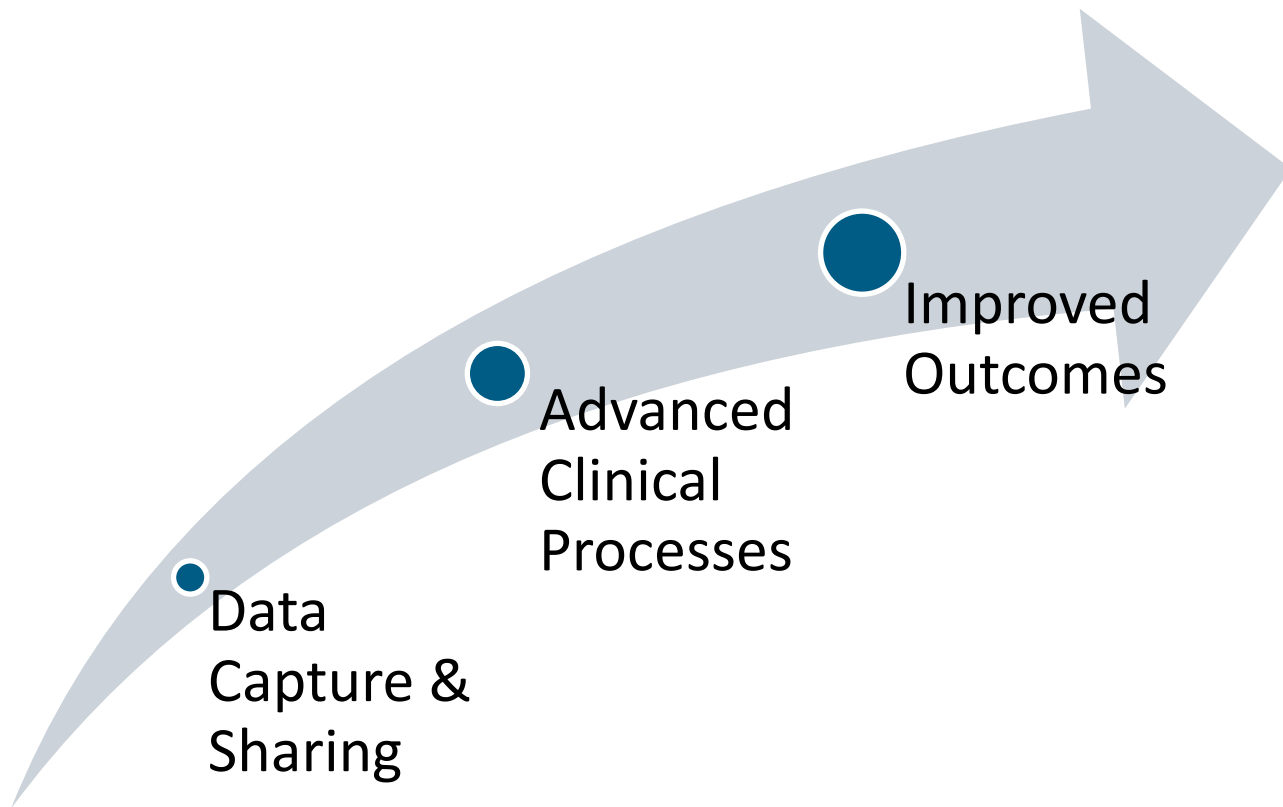 Improved
Outcomes
Advanced
Clinical
Processes
Data
Capture &
Sharing